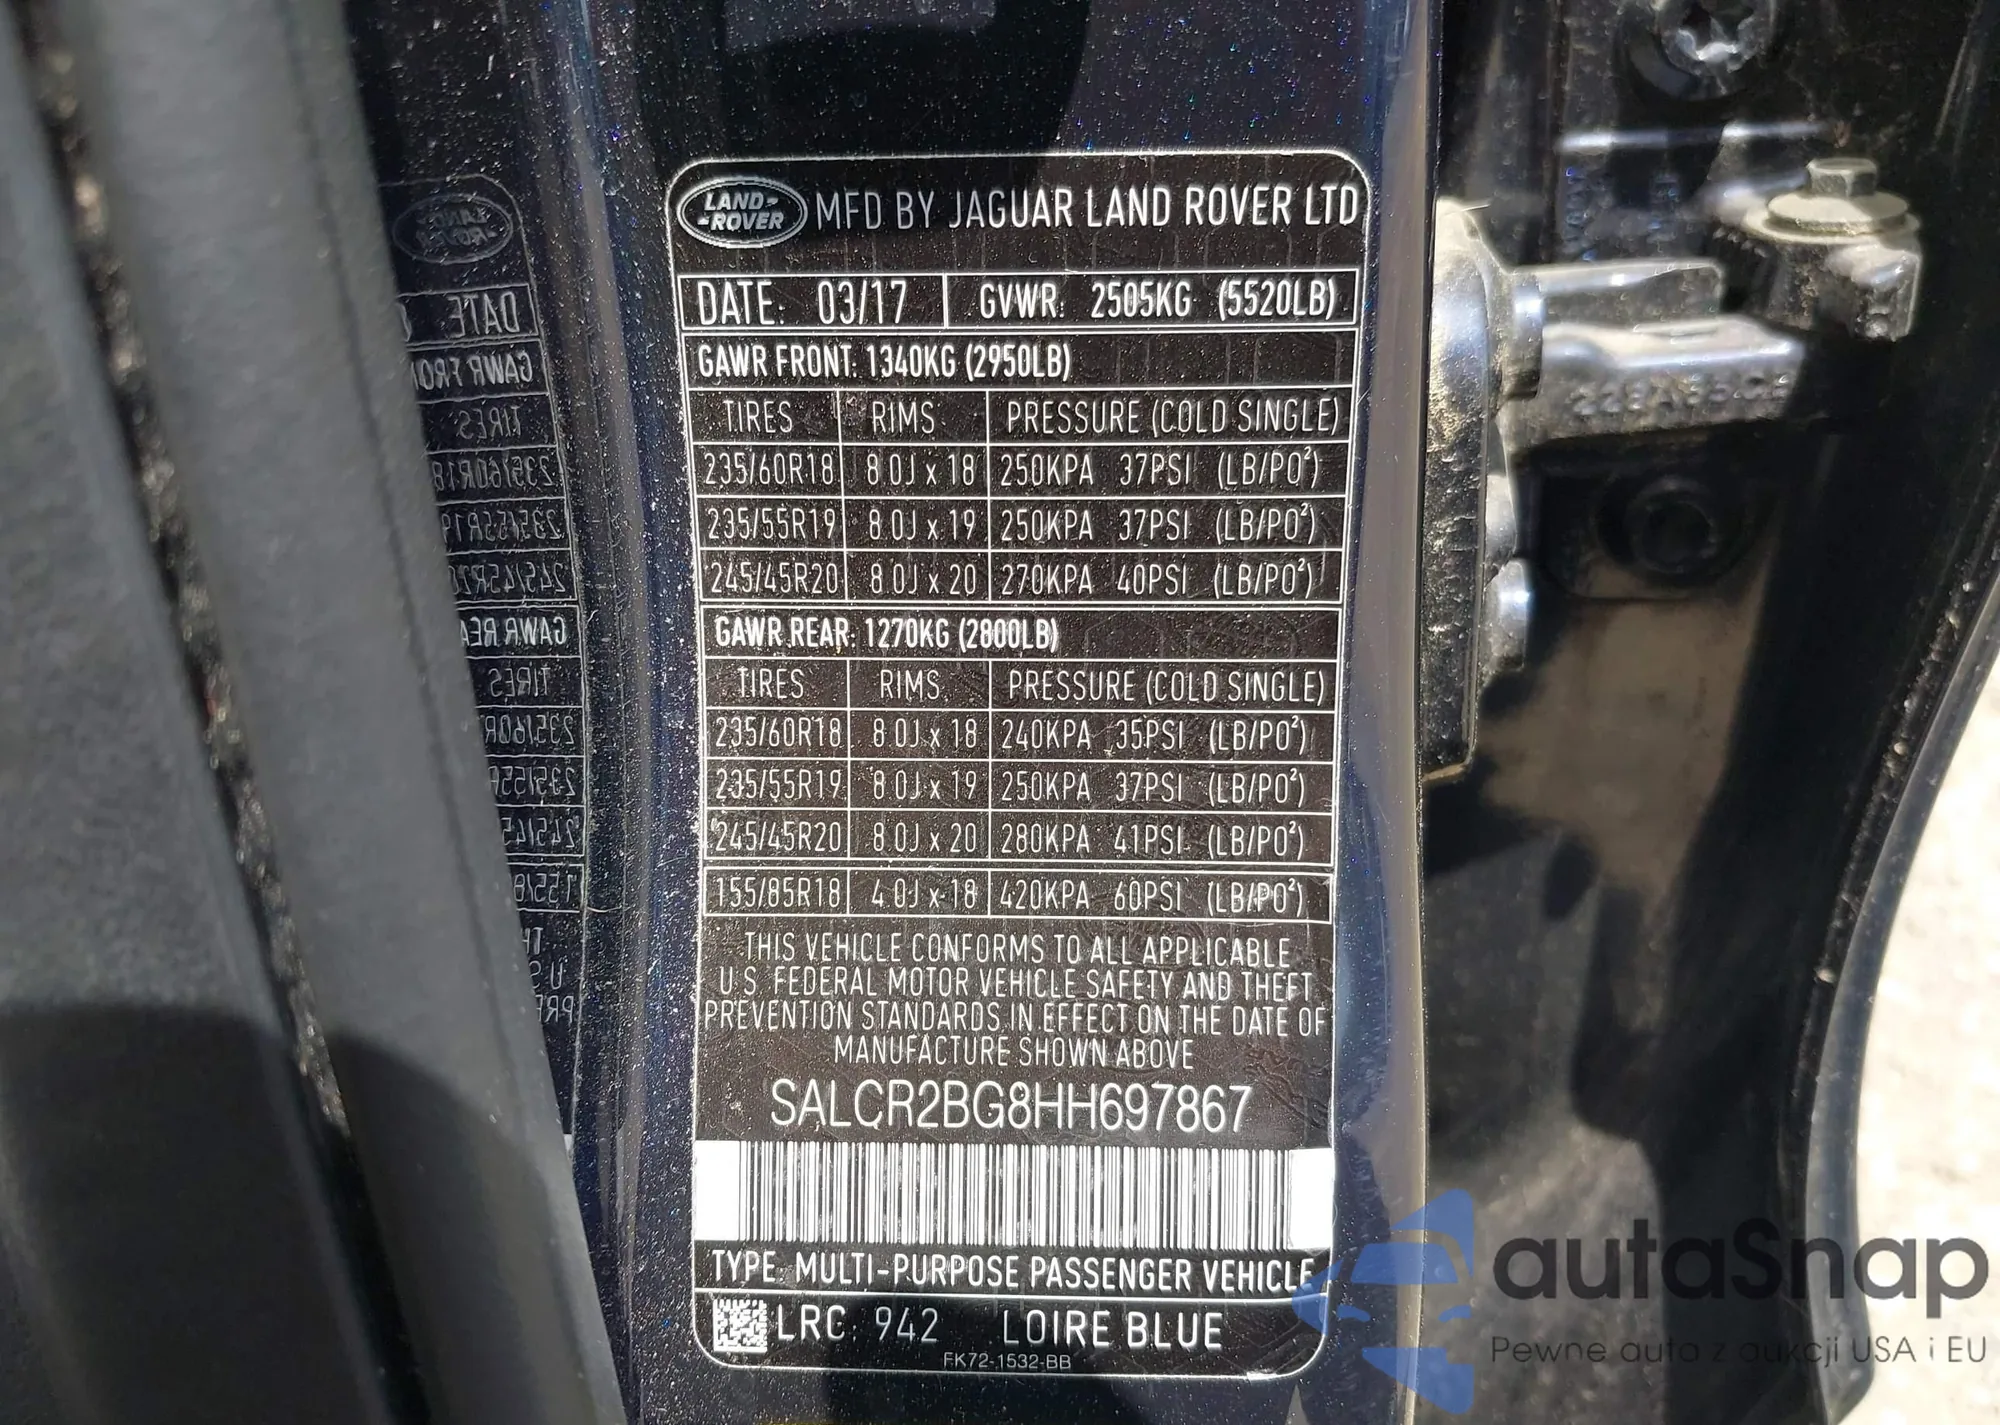 LAND-
-ROVER
MFD BY JAGUAR LAND ROVER LTD
DATE: 03/17 GVWR: 2505KG (5520LB)
GAWR FRONT: 1340KG (2950LB)
TIRES RIMS PRESSURE (COLD SINGLE)
235/60R18 8.0J x 18 250KPA 37PSI (LB/PO²)
235/55R19 8.0J x 19 250KPA 37PSI (LB/PO²)
245/45R20 8.0J x 20 270KPA 40PSI (LB/PO²)
GAWR REAR: 1270KG (2800LB)
TIRES RIMS PRESSURE (COLD SINGLE)
235/60R18 8.0J x 18 240KPA 35PSI (LB/PO²)
235/55R19 8.0J x 19 250KPA 37PSI (LB/PO²)
245/45R20 8.0J x 20 280KPA 41PSI (LB/PO²)
155/85R18 4.0J x 18 420KPA 60PSI (LB/PO²)
THIS VEHICLE CONFORMS TO ALL APPLICABLE
U.S. FEDERAL MOTOR VEHICLE SAFETY AND THEFT
PREVENTION STANDARDS IN EFFECT ON THE DATE OF
MANUFACTURE SHOWN ABOVE
SALCR2BG8HH697867
TYPE: MULTI-PURPOSE PASSENGER VEHICLE
LRC: 942 LOIRE BLUE
FK72-1532-BB
autaSnap
Pewne auta z aukcji USA i EU